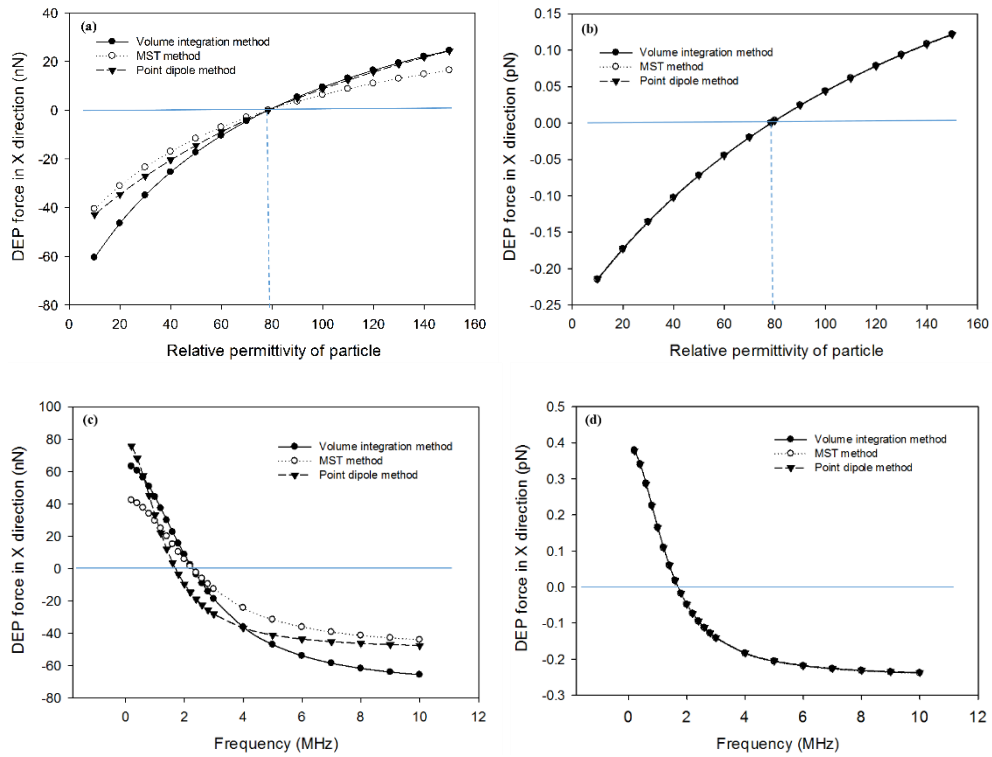 (a)
Volume integration method
MST method
Point dipole method
DEP force in X direction (nN)
40
20
0
-20
-40
-60
-80
0 20 40 60 80 100 120 140 160
Relative permittivity of particle
(b)
Volume integration method
MST method
Point dipole method
DEP force in X direction (pN)
0.15
0.10
0.05
0.00
-0.05
-0.10
-0.15
-0.20
-0.25
0 20 40 60 80 100 120 140 160
Relative permittivity of particle
(c)
Volume integration method
MST method
Point dipole method
DEP force in X direction (nN)
100
80
60
40
20
0
-20
-40
-60
-80
0 2 4 6 8 10 12
Frequency (MHz)
(d)
Volume integration method
MST method
Point dipole method
DEP force in X direction (pN)
0.5
0.4
0.3
0.2
0.1
0.0
-0.1
-0.2
-0.3
0 2 4 6 8 10 12
Frequency (MHz)